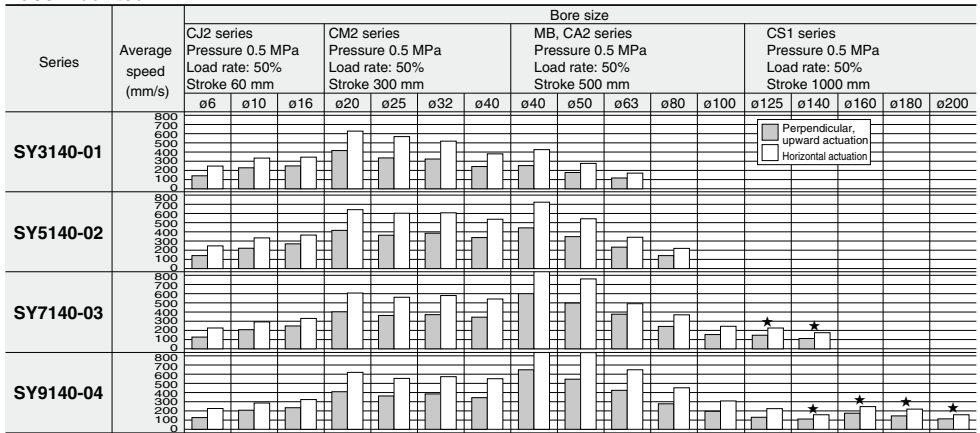 Bore size
Series
Average
speed
(mm/s)
CJ2 series
Pressure 0.5 MPa
Load rate: 50%
Stroke 60 mm
CM2 series
Pressure 0.5 MPa
Load rate: 50%
Stroke 300 mm
MB, CA2 series
Pressure 0.5 MPa
Load rate: 50%
Stroke 500 mm
CS1 series
Pressure 0.5 MPa
Load rate: 50%
Stroke 1000 mm
ø6 ø10 ø16 ø20 ø25 ø32 ø40 ø40 ø50 ø63 ø80 ø100 ø125 ø140 ø160 ø180 ø200
SY3140-01
800
700
600
500
400
300
200
100
0
Perpendicular,
upward actuation
Horizontal actuation
SY5140-02
800
700
600
500
400
300
200
100
0
SY7140-03
800
700
600
500
400
300
200
100
0
★ ★
SY9140-04
800
700
600
500
400
300
200
100
0
★ ★ ★ ★